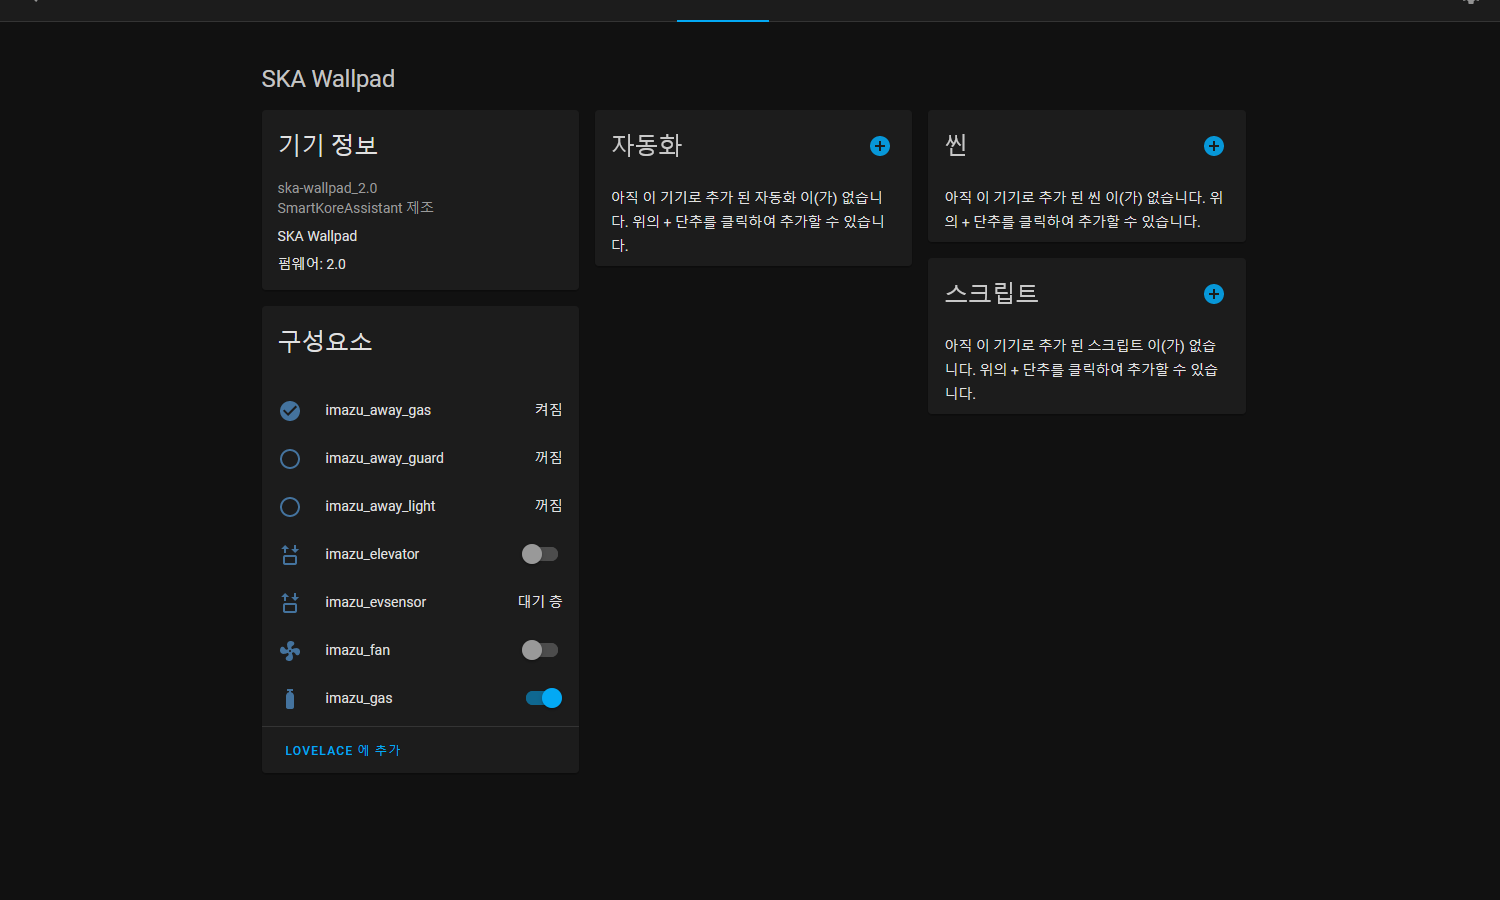 SKA Wallpad
기기 정보
ska-wallpad_2.0
SmartKoreAssistant 제조
SKA Wallpad
펌웨어: 2.0
구성요소
imazu_away_gas 켜짐
imazu_away_guard 꺼짐
imazu_away_light 꺼짐
imazu_elevator
imazu_evsensor 대기 층
imazu_fan
imazu_gas
LOVELACE 에 추가
자동화
아직 이 기기로 추가 된 자동화 이(가) 없습니
다. 위의 + 단추를 클릭하여 추가할 수 있습니
다.
씬
아직 이 기기로 추가 된 씬 이(가) 없습니다. 위
의 + 단추를 클릭하여 추가할 수 있습니다.
스크립트
아직 이 기기로 추가 된 스크립트 이(가) 없습
니다. 위의 + 단추를 클릭하여 추가할 수 있습
니다.